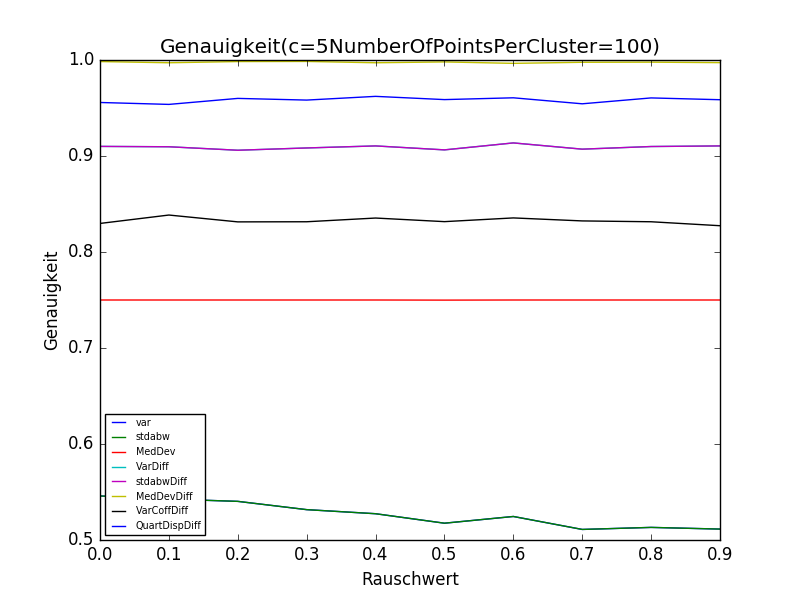 Genauigkeit(c=5NumberOfPointsPerCluster=100)
1.0
0.9
0.8
0.7
0.6
0.5
Genauigkeit
var
stdabw
MedDev
VarDiff
stdabwDiff
MedDevDiff
VarCoffDiff
QuartDispDiff
0.0 0.1 0.2 0.3 0.4 0.5 0.6 0.7 0.8 0.9
Rauschwert